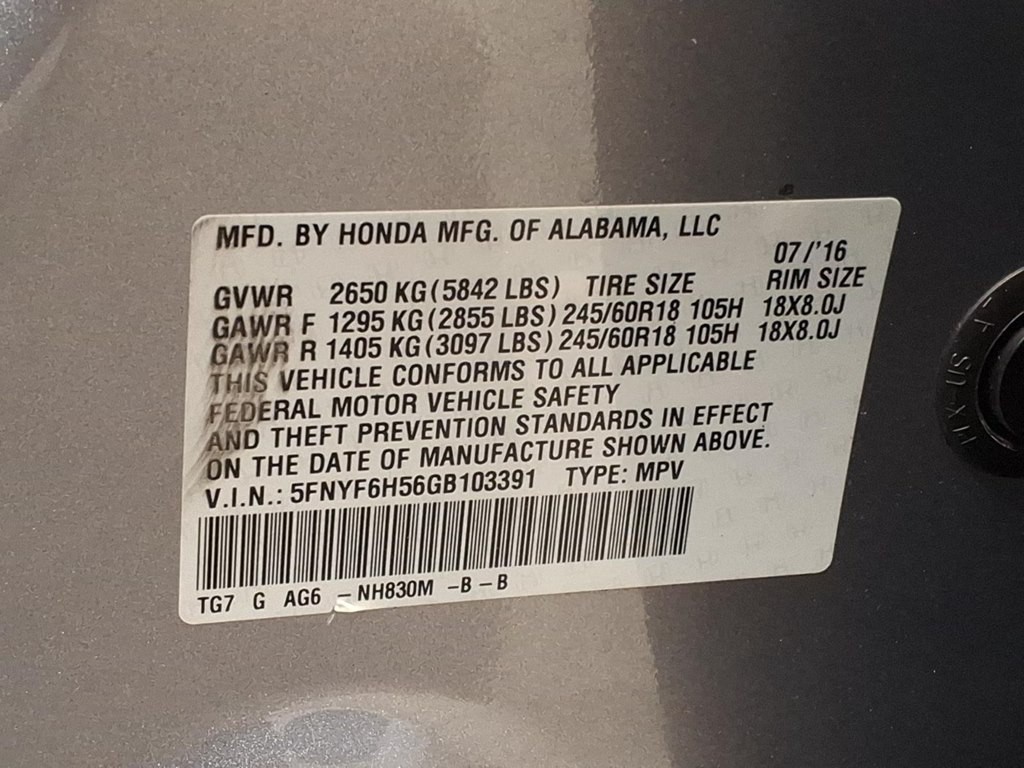 MFD. BY HONDA MFG. OF ALABAMA, LLC
07/'16
GVWR 2650 KG (5842 LBS) TIRE SIZE RIM SIZE
GAWR F 1295 KG (2855 LBS) 245/60R18 105H 18X8.0J
GAWR R 1405 KG (3097 LBS) 245/60R18 105H 18X8.0J
THIS VEHICLE CONFORMS TO ALL APPLICABLE
FEDERAL MOTOR VEHICLE SAFETY
AND THEFT PREVENTION STANDARDS IN EFFECT
ON THE DATE OF MANUFACTURE SHOWN ABOVE.
V.I.N.: 5FNYF6H56GB103391 TYPE: MPV
TG7 G AG6 – NH830M –B – B